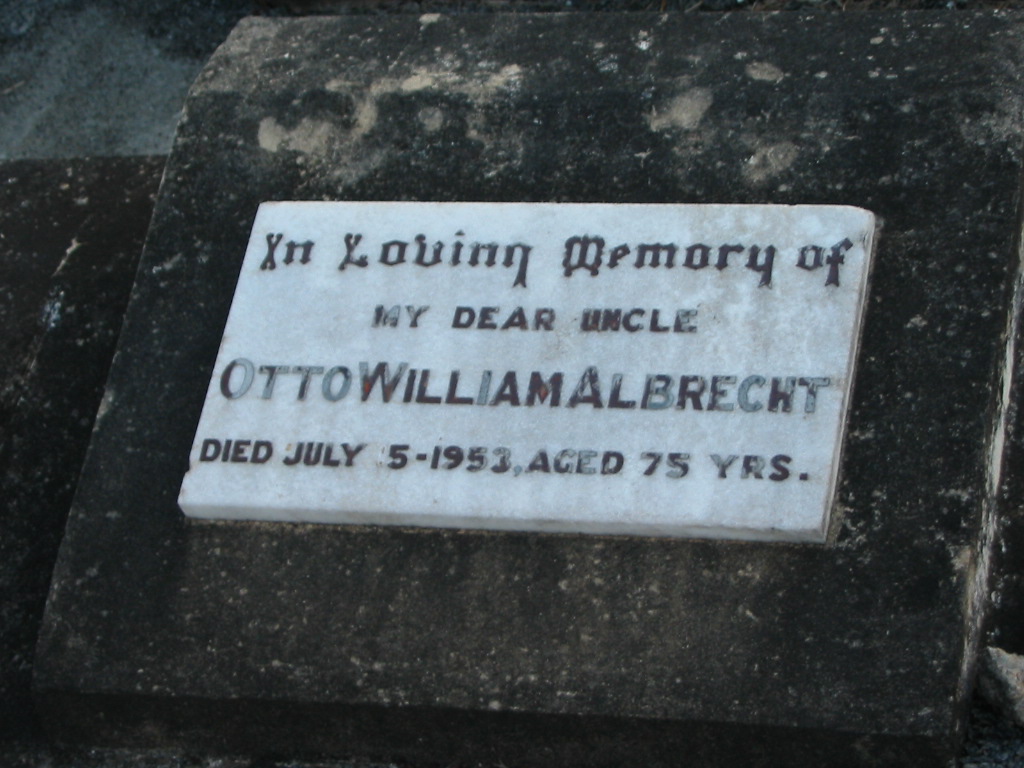 In Loving Memory of
MY DEAR UNCLE
OTTO WILLIAM ALBRECHT
DIED JULY 5-1953, AGED 75 YRS.